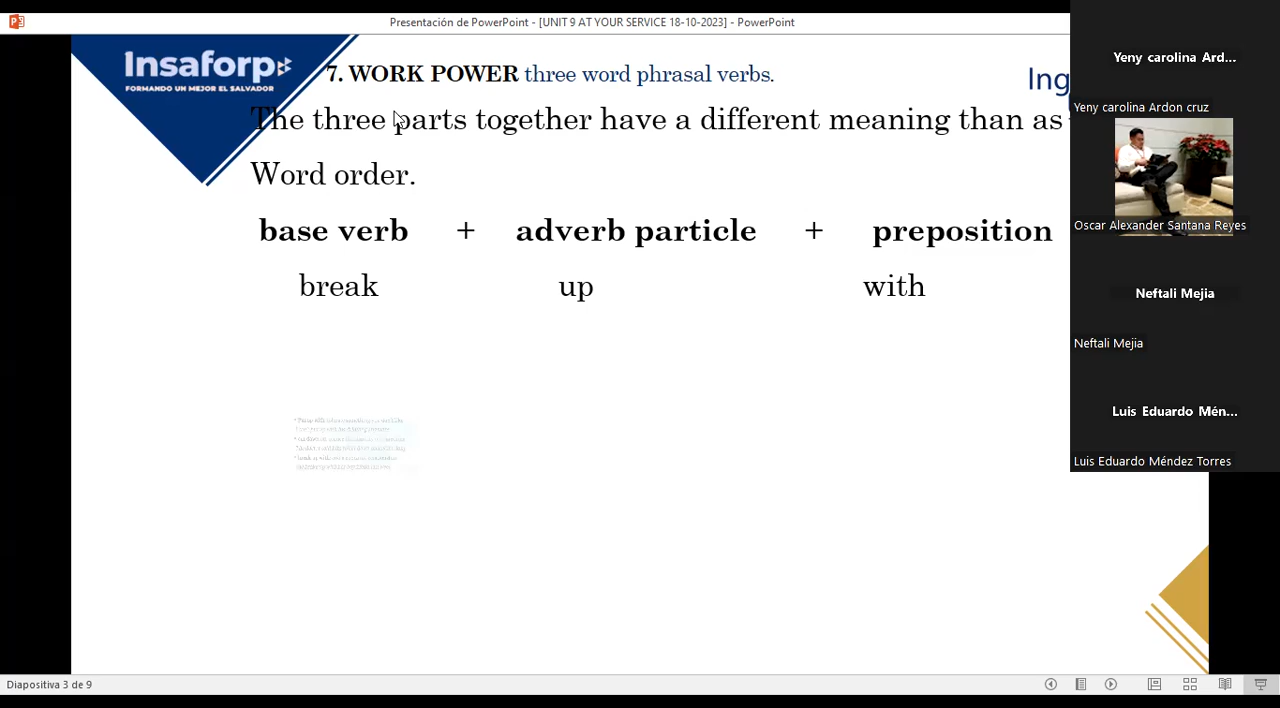 Presentación de PowerPoint - [UNIT 9 AT YOUR SERVICE 18-10-2023] - PowerPoint
Insaforp
FORMANDO UN MEJOR EL SALVADOR
7. WORK POWER three word phrasal verbs.
Ing
The three parts together have a different meaning than as
Word order.
base verb + adverb particle + preposition
break up with
Yeny carolina Ard...
Yeny carolina Ardon cruz
Oscar Alexander Santana Reyes
Neftali Mejia
Neftali Mejia
Luis Eduardo Mén...
Luis Eduardo Méndez Torres
Diapositiva 3 de 9